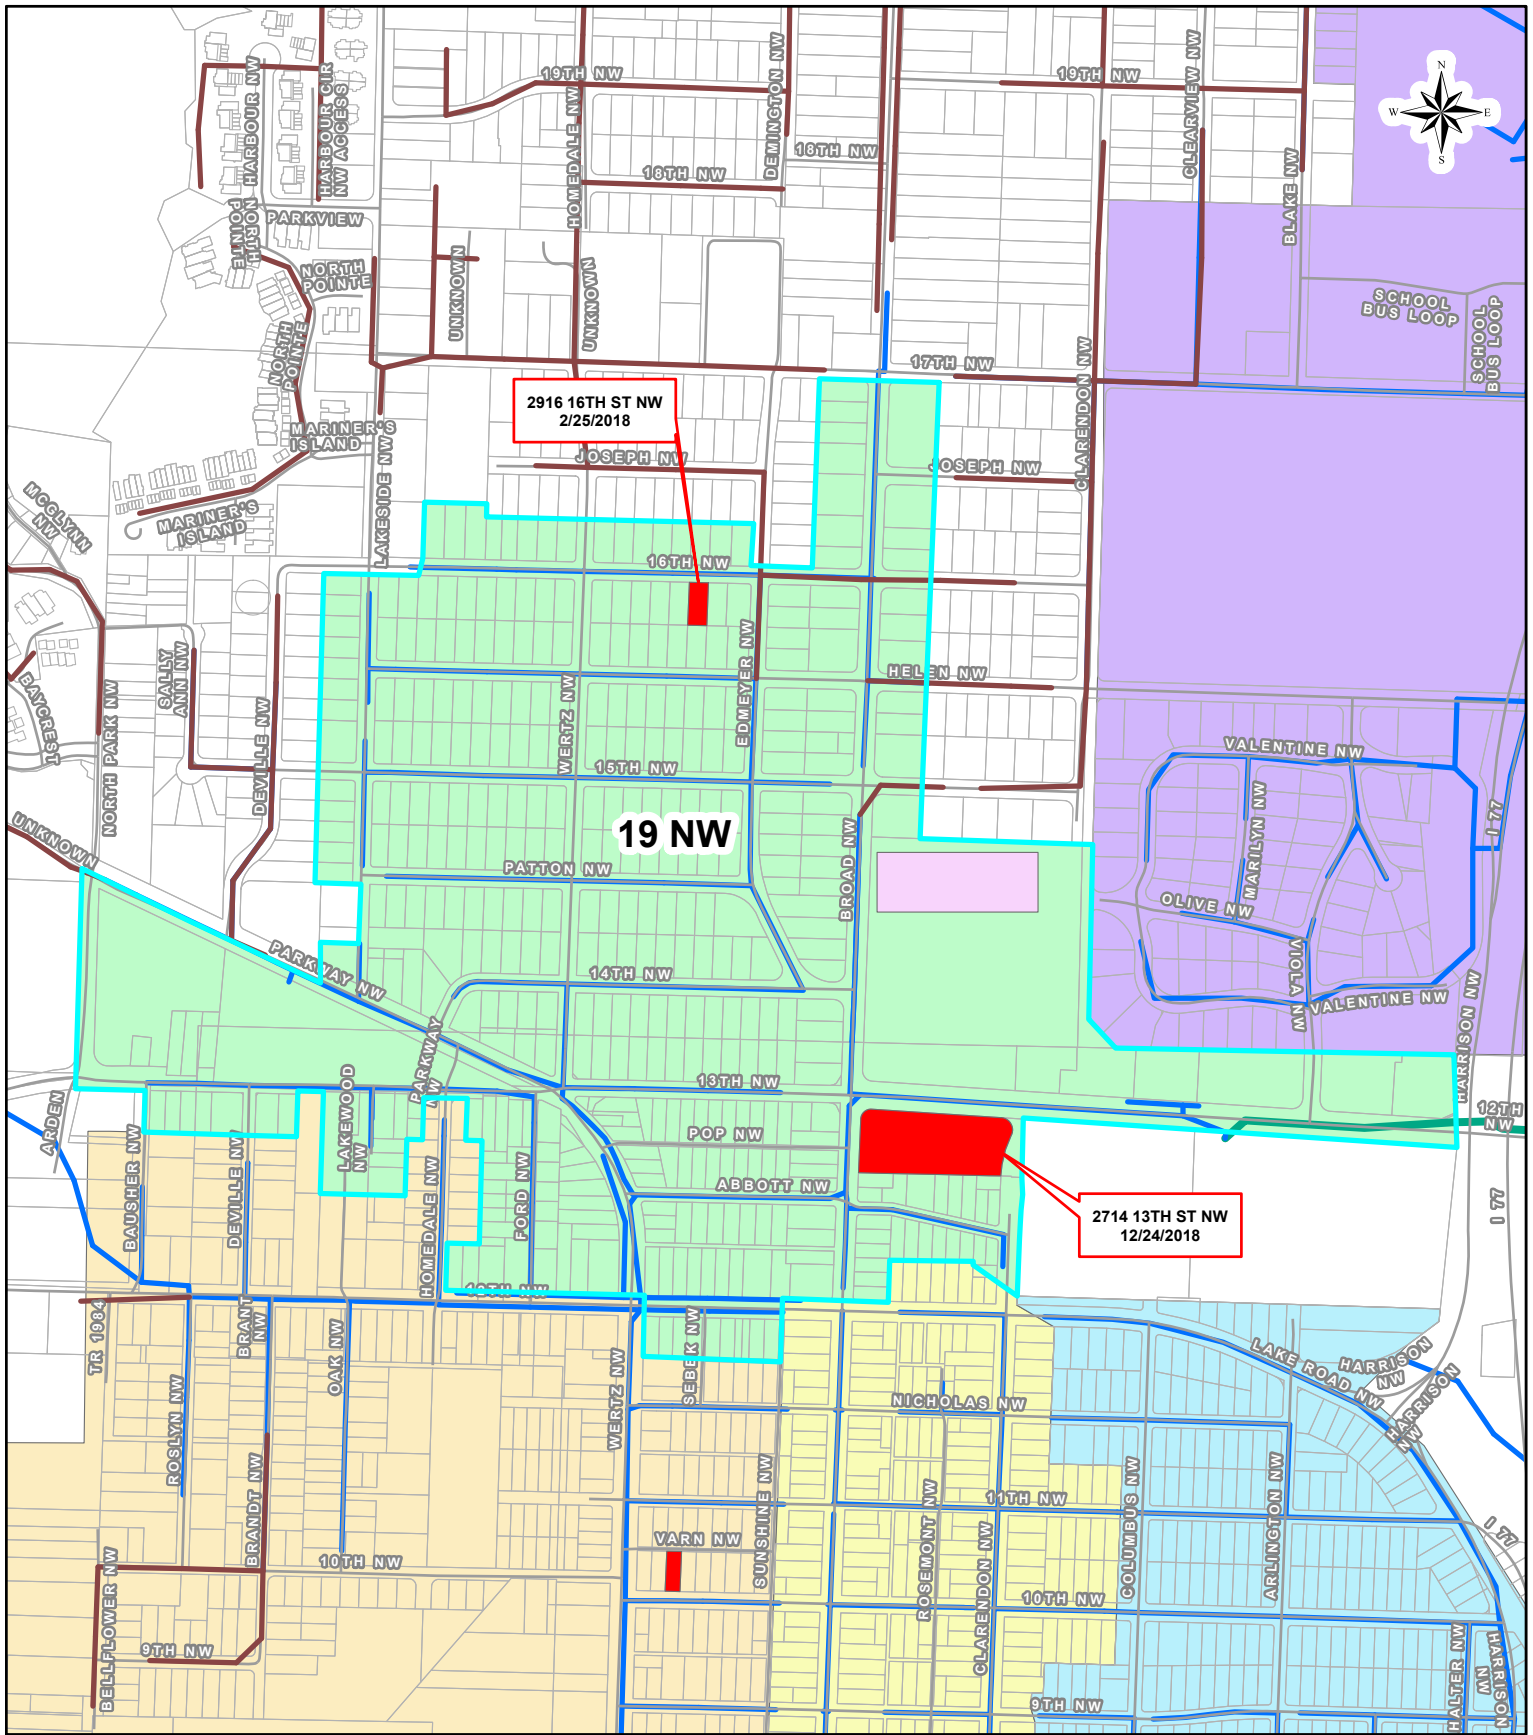 HARBOUR NW
HARBOUR CIR
NW ACCESS
19TH NW
HOMEDALE NW
DEMINGTON NW
19TH NW
CLEARVIEW NW
N
W
E
S
18TH NW
18TH NW
BLAKE NW
PARKVIEW
NORTH
POINTE
NORTH
POINTE
UNKNOWN
UNKNOWN
SCHOOL
BUS LOOP
SCHOOL
BUS LOOP
NORTH
POINTE
17TH NW
CLARENDON NW
2916 16TH ST NW
2/25/2018
MARINER'S
ISLAND
LAKESIDE NW
JOSEPH NW
JOSEPH NW
MCGLYNN
NW
MARINER'S
ISLAND
16TH NW
SALLY
ANN NW
BAYCREST
NORTH PARK NW
DEVILLE NW
WERTZ NW
EDMEYER NW
HELEN NW
VALENTINE NW
15TH NW
I 77
UNKNOWN
19 NW
MARILYN NW
PATTON NW
BROAD NW
OLIVE NW
VIOLA NW
PARKWAY NW
14TH NW
VALENTINE NW
HARRISON NW
PARKWAY
NW
13TH NW
ARDEN
LAKEWOOD
NW
12TH
NW
BAUSHER NW
DEVILLE NW
HOMEDALE NW
FORD NW
POP NW
ABBOTT NW
2714 13TH ST NW
12/24/2018
I 77
12TH NW
TR 1984
BRANT
NW
OAK NW
WERTZ NW
SEBEK NW
LAKE ROAD NW
HARRISON
NW
HARRISON
NW
NICHOLAS NW
ROSLYN NW
BRANDT NW
SUNSHINE NW
ROSEMONT NW
11TH NW
CLARENDON NW
COLUMBUS NW
ARLINGTON NW
I 77
VARN NW
10TH NW
10TH NW
BELLFLOWER NW
9TH NW
9TH NW
HALTER NW
HARRISON
NW